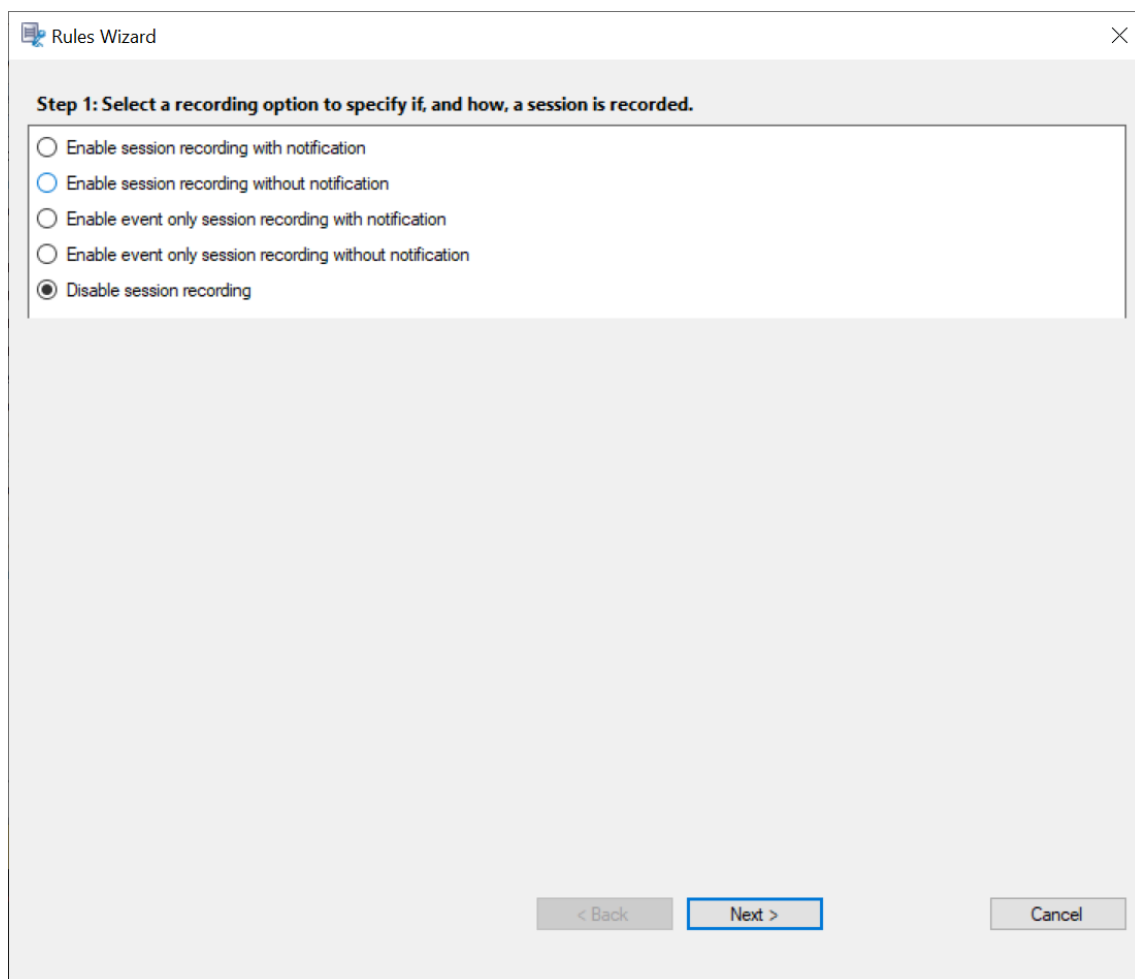 Rules Wizard
Step 1: Select a recording option to specify if, and how, a session is recorded.
Enable session recording with notification
Enable session recording without notification
Enable event only session recording with notification
Enable event only session recording without notification
Disable session recording
< Back
Next >
Cancel